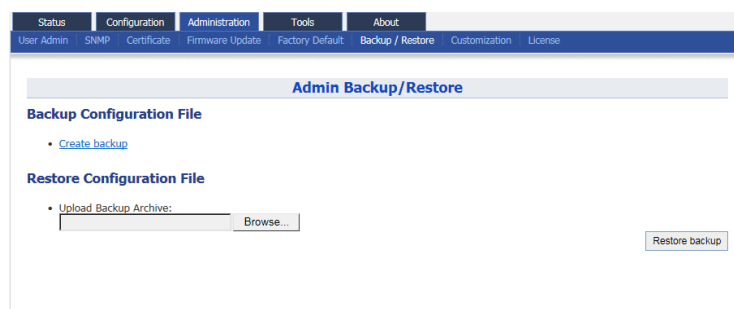 Status Configuration Administration Tools About
User Admin SNMP Certificate Firmware Update Factory Default Backup / Restore Customization License
Admin Backup/Restore
Backup Configuration File
• Create backup
Restore Configuration File
• Upload Backup Archive:
Browse...
Restore backup